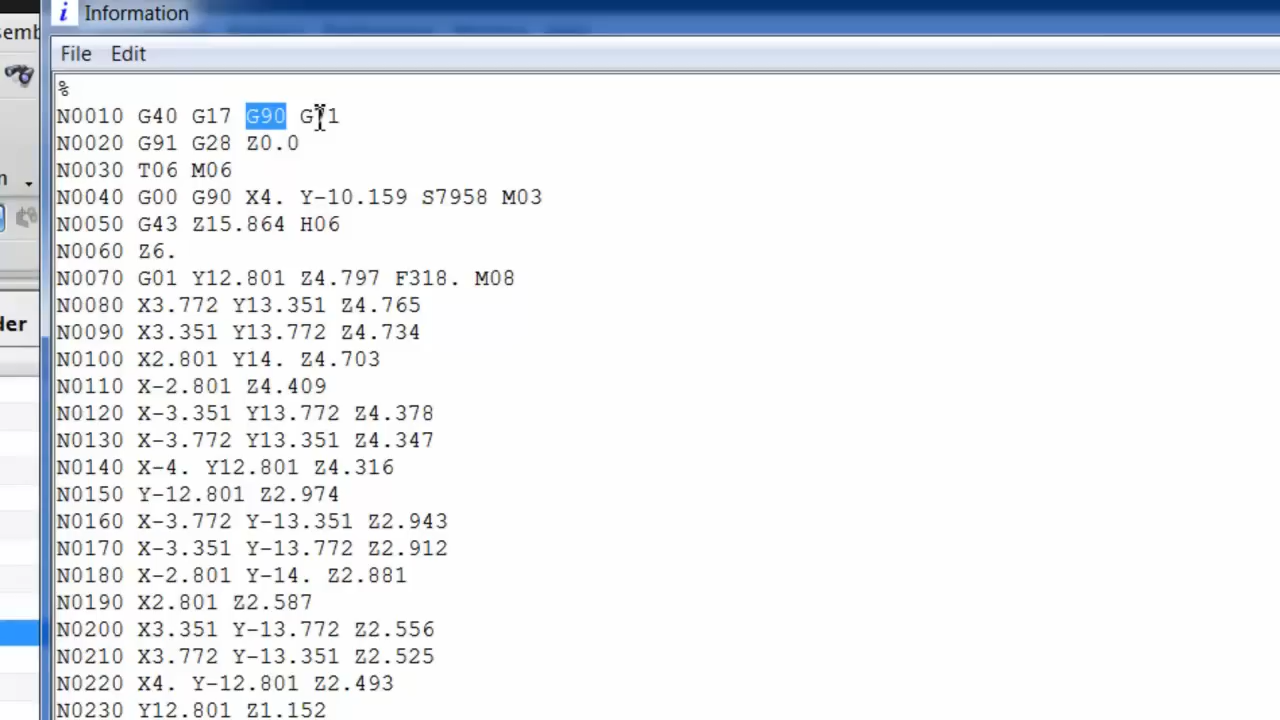 Information
File Edit
%
N0010 G40 G17 G90
N0020 G91 G28 Z0.0
N0030 T06 M06
N0040 G00 G90 X4. Y-10.159 S7958 M03
N0050 G43 Z15.864 H06
N0060 Z6.
N0070 G01 Y12.801 Z4.797 F318. M08
N0080 X3.772 Y13.351 Z4.765
N0090 X3.351 Y13.772 Z4.734
N0100 X2.801 Y14. Z4.703
N0110 X-2.801 Z4.409
N0120 X-3.351 Y13.772 Z4.378
N0130 X-3.772 Y13.351 Z4.347
N0140 X-4. Y12.801 Z4.316
N0150 Y-12.801 Z2.974
N0160 X-3.772 Y-13.351 Z2.943
N0170 X-3.351 Y-13.772 Z2.912
N0180 X-2.801 Y-14. Z2.881
N0190 X2.801 Z2.587
N0200 X3.351 Y-13.772 Z2.556
N0210 X3.772 Y-13.351 Z2.525
N0220 X4. Y-12.801 Z2.493
N0230 Y12.801 Z1.152